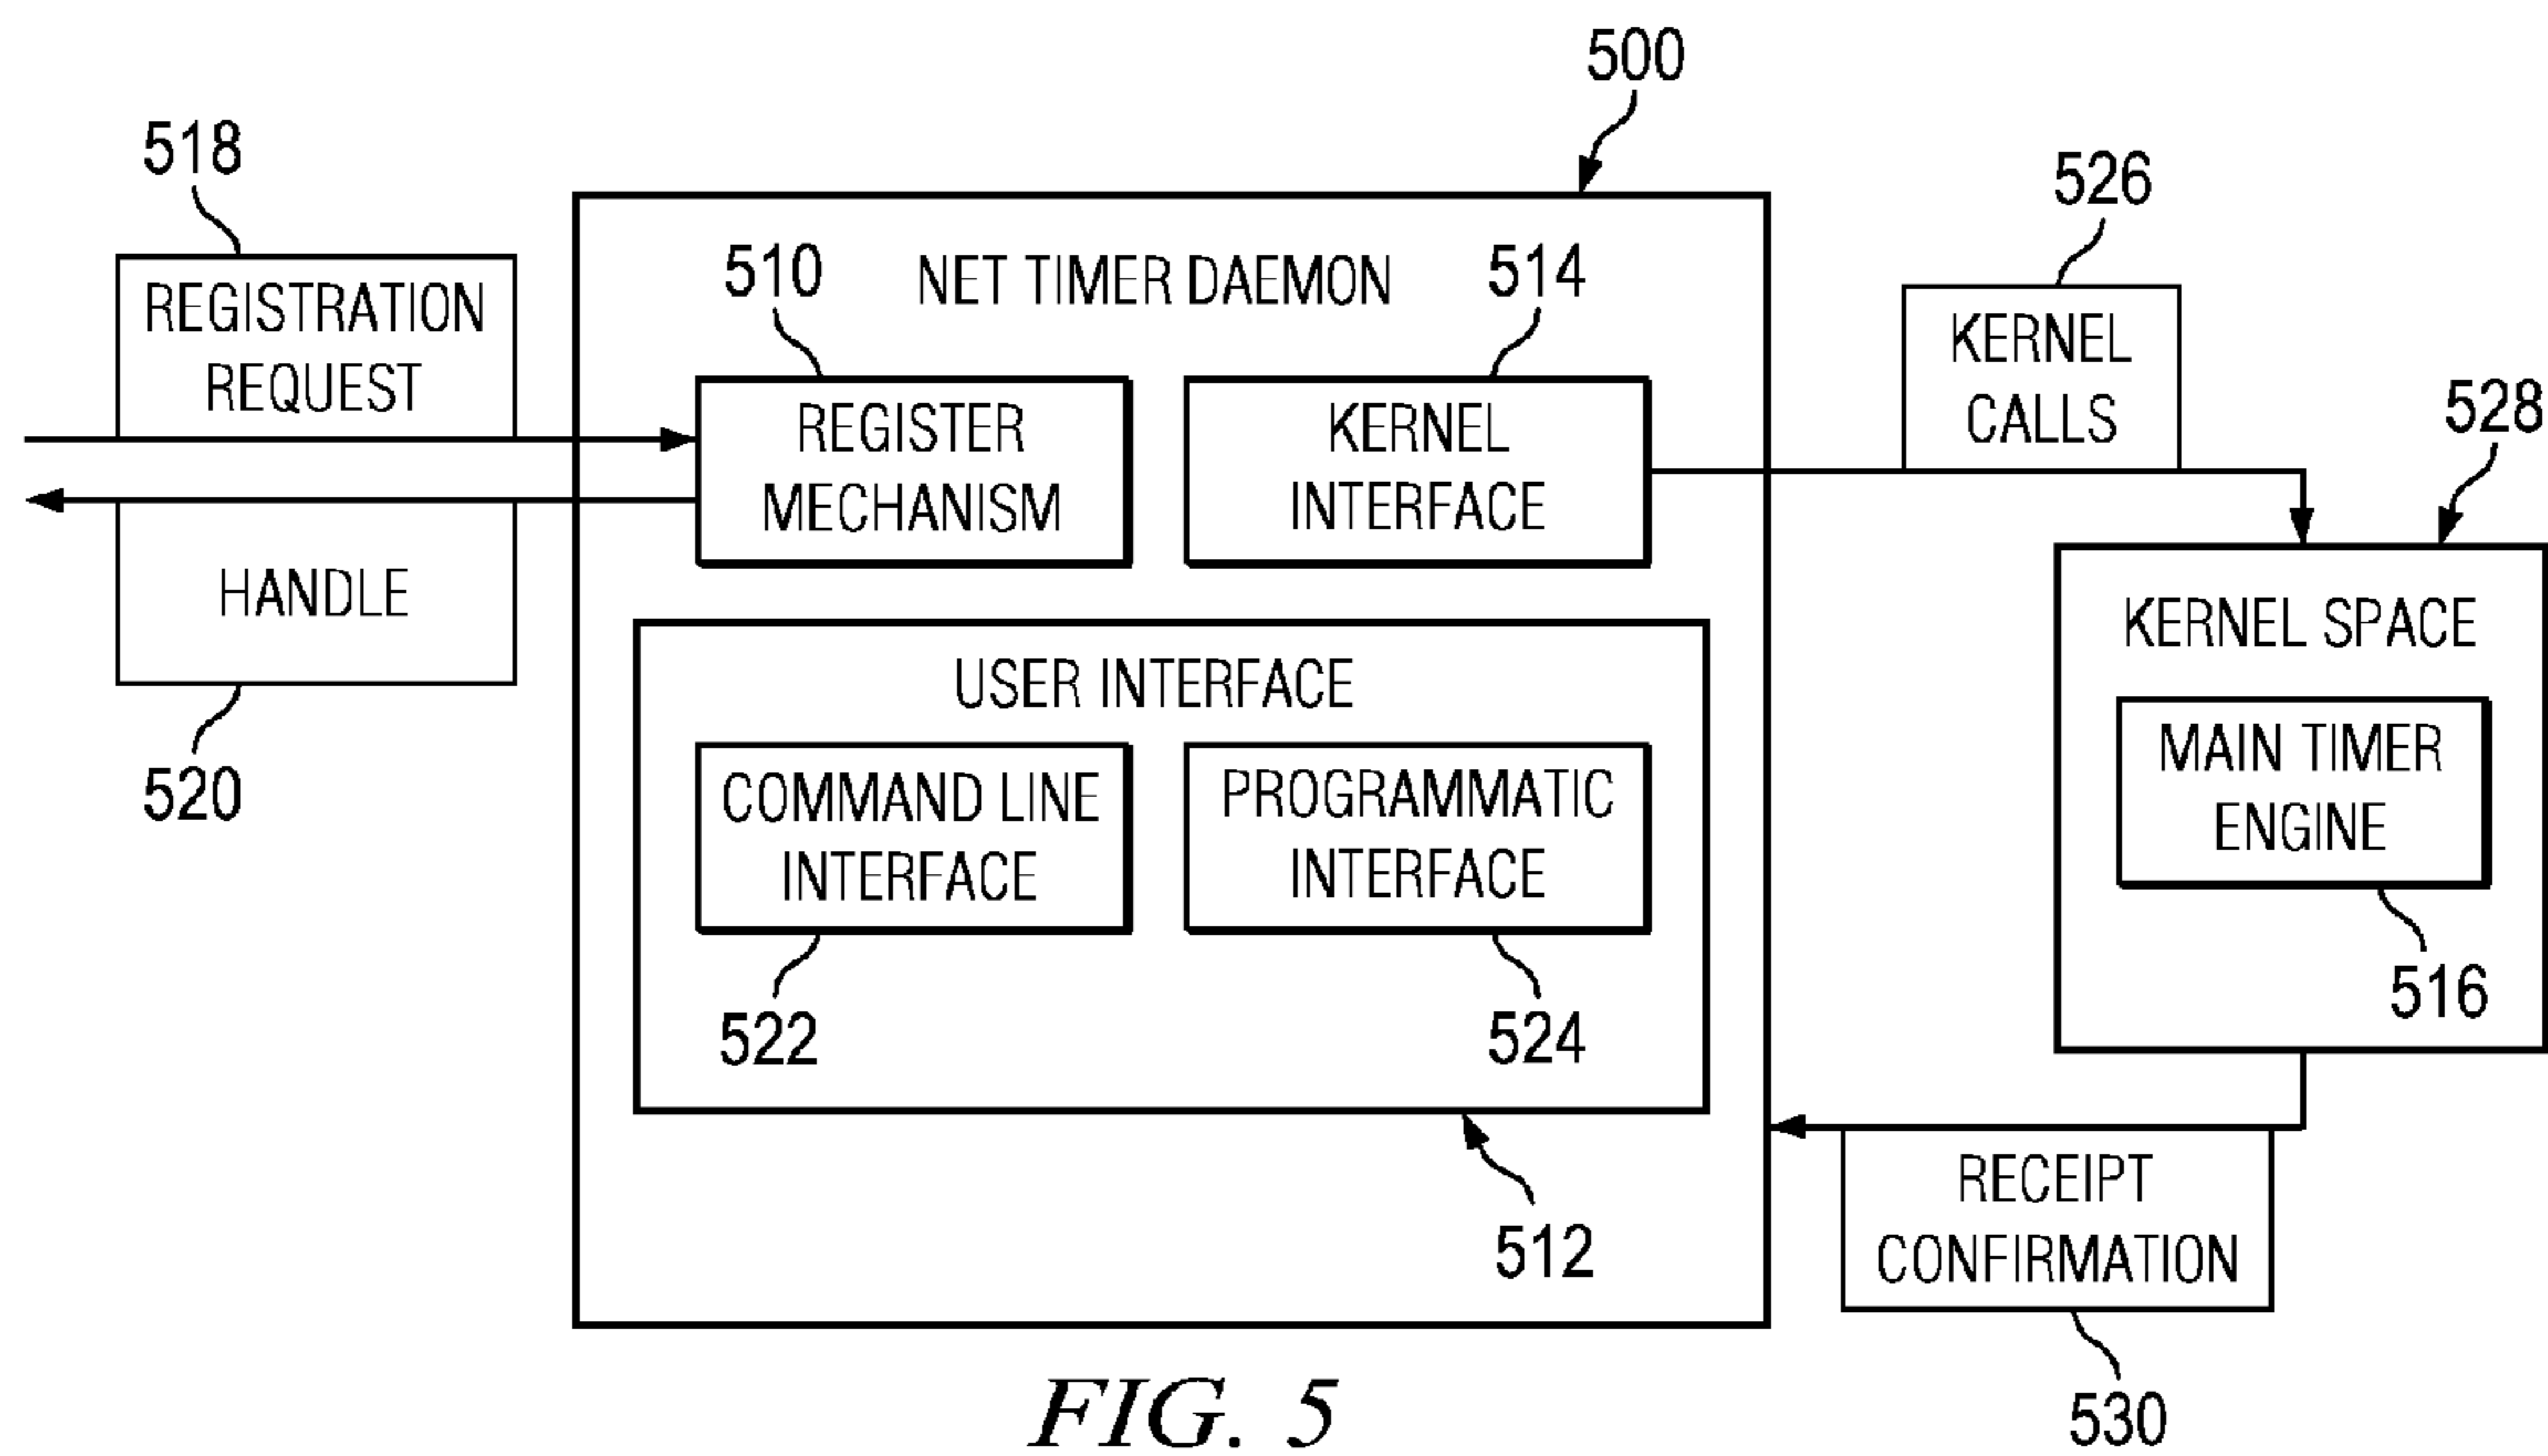 500
518
526
510
NET TIMER DAEMON
514
REGISTRATION
REQUEST
KERNEL
CALLS
528
REGISTER
MECHANISM
KERNEL
INTERFACE
HANDLE
KERNEL SPACE
USER INTERFACE
520
COMMAND LINE
INTERFACE
PROGRAMMATIC
INTERFACE
MAIN TIMER
ENGINE
516
522
524
512
RECEIPT
CONFIRMATION
530
FIG. 5